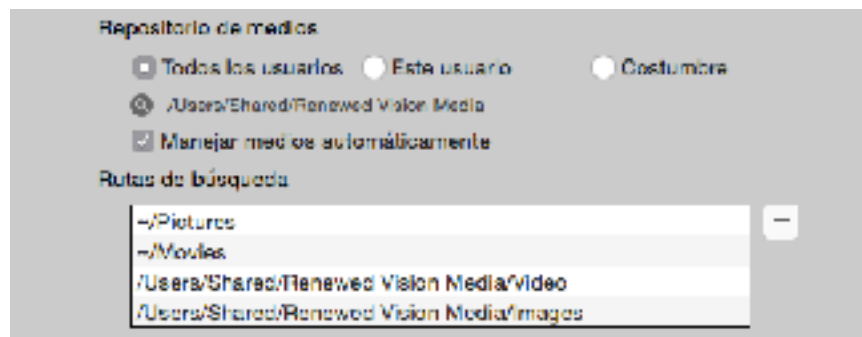 Repositorio de medios
Todos los usuarios Este usuario Costumbre
/Users/Shared/Renewed Vision Media
Manejar medios automáticamente
Rutas de búsqueda
~/Pictures
~/Movies
/Users/Shared/Renewed Vision Media/Video
/Users/Shared/Renewed Vision Media/Images